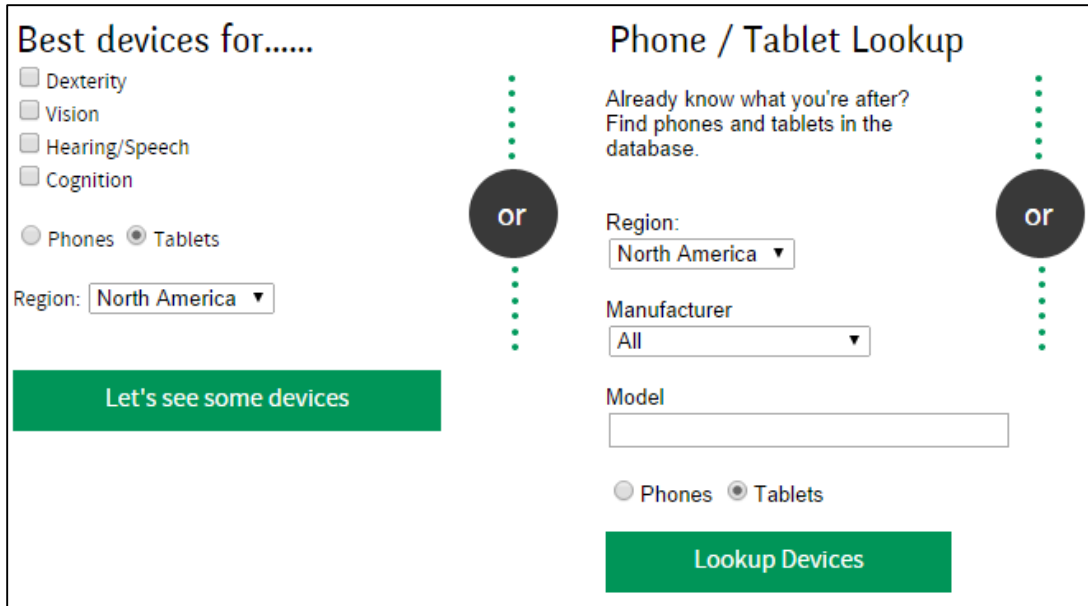 Best devices for......
Dexterity
Vision
Hearing/Speech
Cognition
Phones Tablets
Region: North America
Let's see some devices
or
Phone / Tablet Lookup
Already know what you're after?
Find phones and tablets in the
database.
Region:
North America
Manufacturer
All
Model
Phones Tablets
Lookup Devices
or